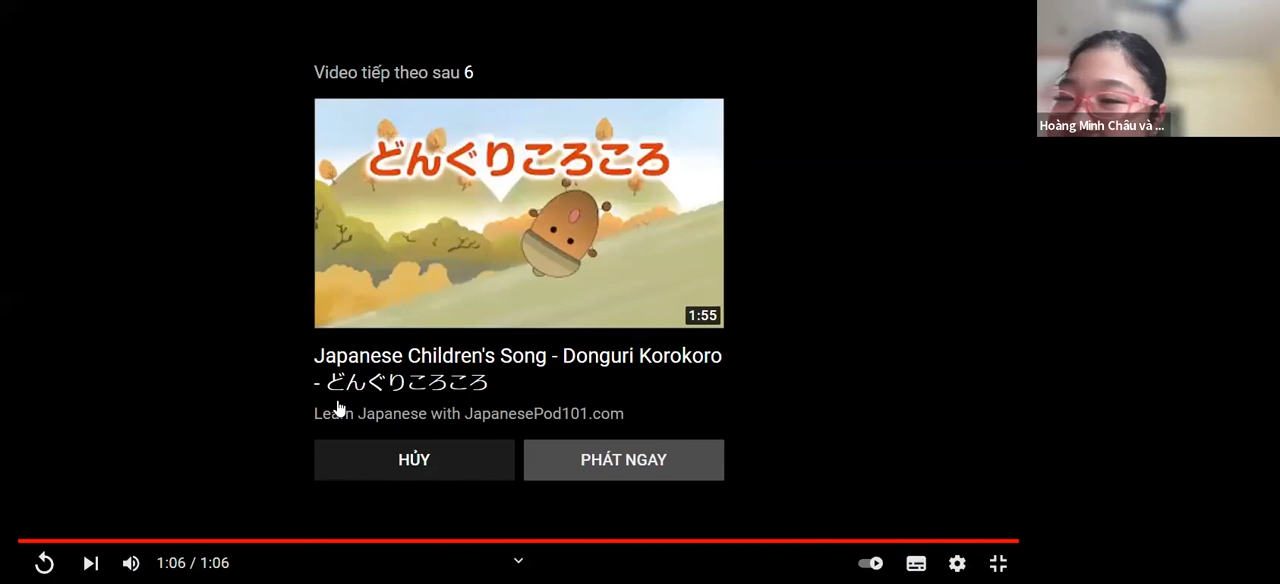 Video tiếp theo sau 6
どんぐりころころ
1:55
Japanese Children's Song - Donguri Korokoro
- どんぐりころころ
Learn Japanese with JapanesePod101.com
HỦY
PHÁT NGAY
1:06 / 1:06
Hoàng Minh Châu và ...